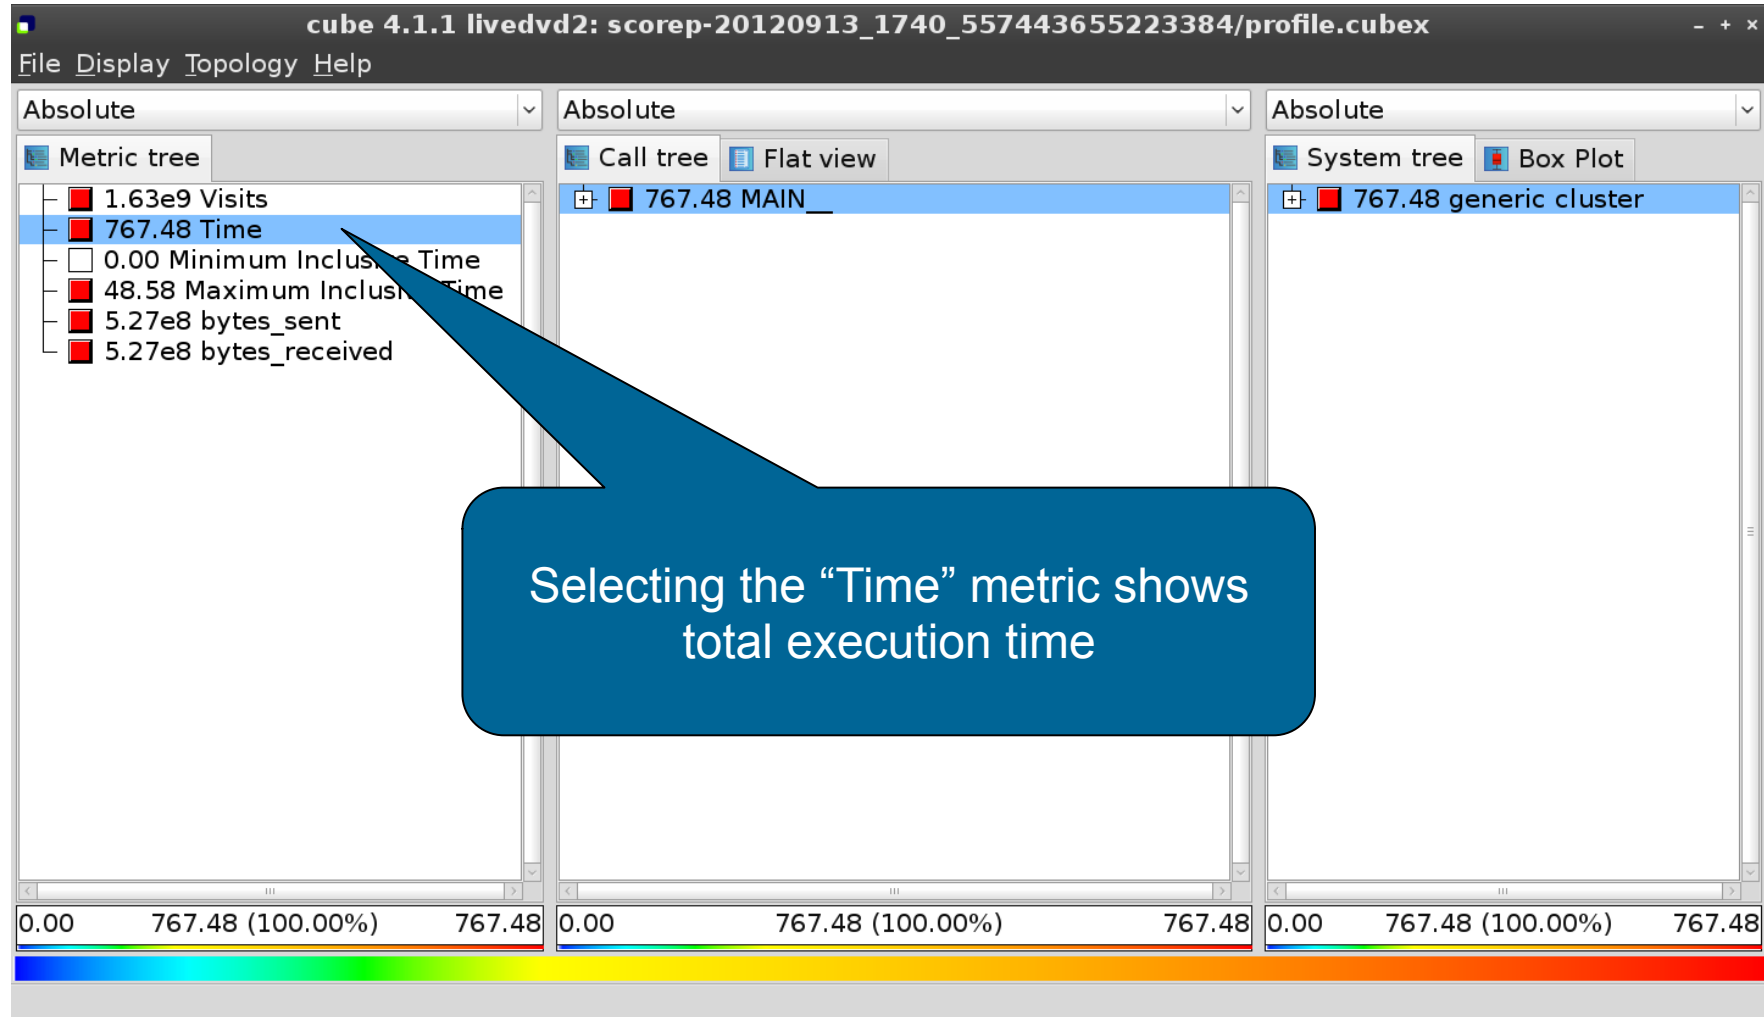 cube 4.1.1 livedvd2: scorep-20120913_1740_557443655223384/profile.cubex
File Display Topology Help
Absolute
Metric tree
1.63e9 Visits
767.48 Time
0.00 Minimum Inclusive Time
48.58 Maximum Inclusive Time
5.27e8 bytes_sent
5.27e8 bytes_received
0.00 767.48 (100.00%) 767.48
Absolute
Call tree Flat view
767.48 MAIN__
0.00 767.48 (100.00%) 767.48
Absolute
System tree Box Plot
767.48 generic cluster
0.00 767.48 (100.00%) 767.48
Selecting the “Time” metric shows
total execution time